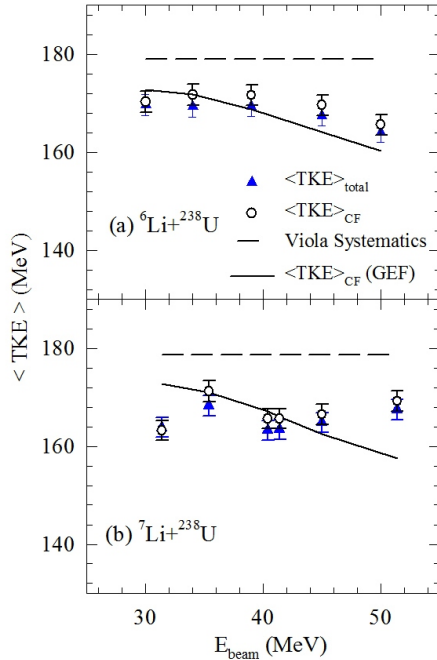 180
160
140
(a) ⁶Li+²³⁸U
<TKE>total
<TKE>CF
Viola Systematics
<TKE>CF (GEF)
< TKE > (MeV)
180
160
140
(b) ⁷Li+²³⁸U
30 40 50
Ebeam (MeV)